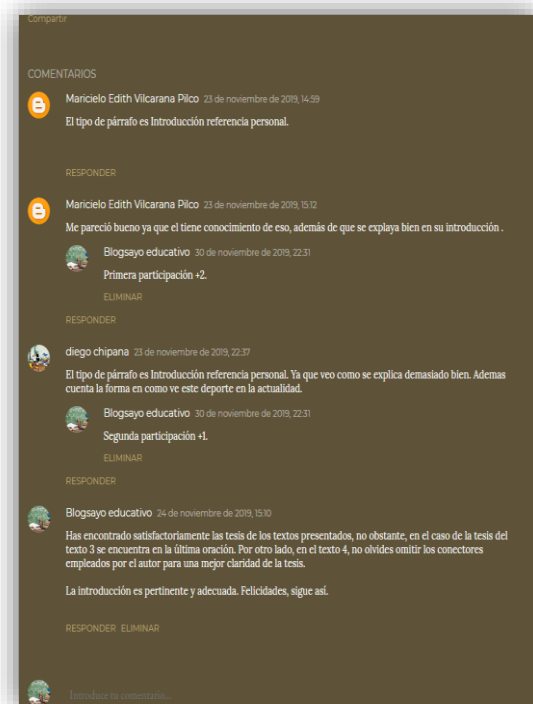 Compartir
COMENTARIOS
Maricielo Edith Vilcarana Pilco 23 de noviembre de 2019, 14:59
El tipo de párrafo es Introducción referencia personal.
RESPONDER
Maricielo Edith Vilcarana Pilco 23 de noviembre de 2019, 15:12
Me pareció bueno ya que el tiene conocimiento de eso, además de que se explaya bien en su introducción .
Blogsayo educativo 30 de noviembre de 2019, 22:31
Primera participación +2.
ELIMINAR
RESPONDER
diego chipana 23 de noviembre de 2019, 22:37
El tipo de párrafo es Introducción referencia personal. Ya que veo como se explica demasiado bien. Ademas
cuenta la forma en como ve este deporte en la actualidad.
Blogsayo educativo 30 de noviembre de 2019, 22:31
Segunda participación +1.
ELIMINAR
RESPONDER
Blogsayo educativo 24 de noviembre de 2019, 15:10
Has encontrado satisfactoriamente las tesis de los textos presentados, no obstante, en el caso de la tesis del
texto 3 se encuentra en la última oración. Por otro lado, en el texto 4, no olvides omitir los conectores
empleados por el autor para una mejor claridad de la tesis.
La introducción es pertinente y adecuada. Felicidades, sigue así.
RESPONDER ELIMINAR
Introduce tu comentario...